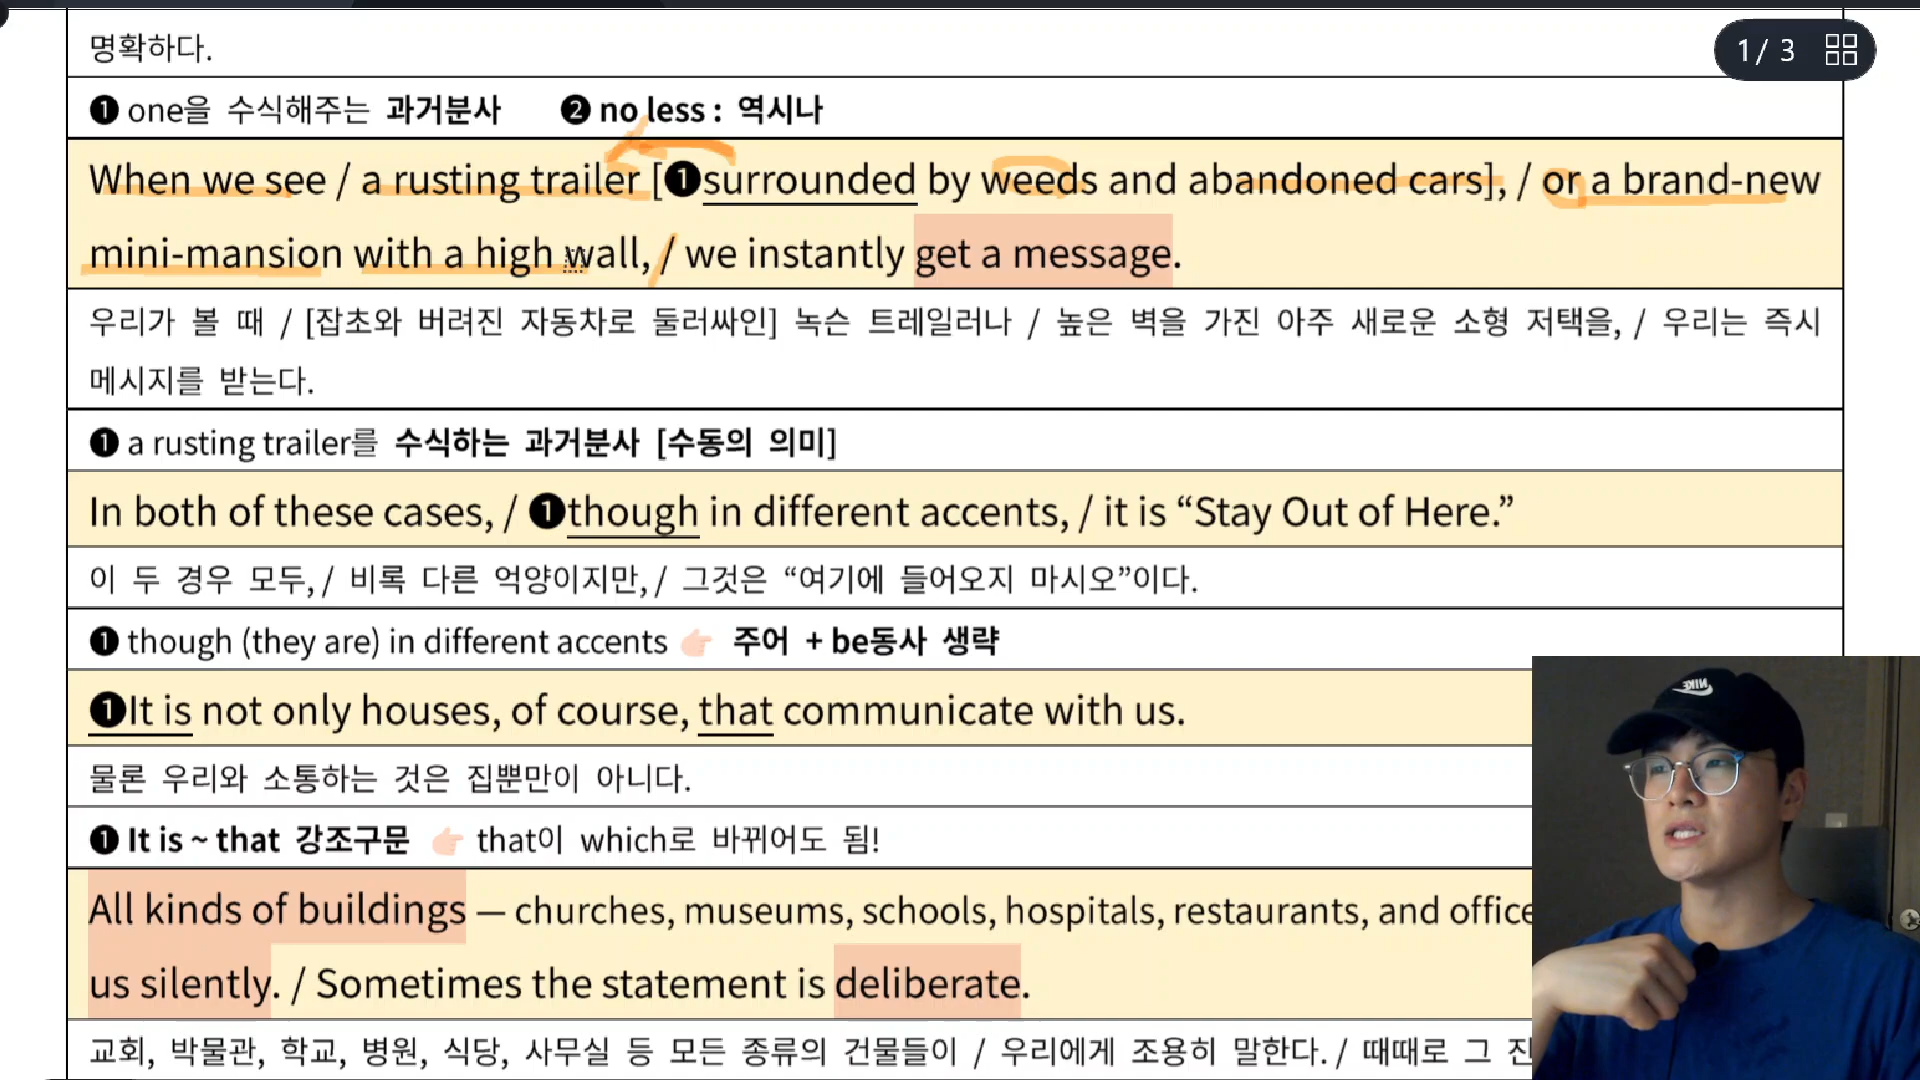 명확하다.
1 / 3
❶ one을 수식해주는 과거분사 ❷ no less : 역시나
When we see / a rusting trailer [❶surrounded by weeds and abandoned cars], / or a brand-new
mini-mansion with a high wall, / we instantly get a message.
우리가 볼 때 / [잡초와 버려진 자동차로 둘러싸인] 녹슨 트레일러나 / 높은 벽을 가진 아주 새로운 소형 저택을, / 우리는 즉시
메시지를 받는다.
❶ a rusting trailer를 수식하는 과거분사 [수동의 의미]
In both of these cases, / ❶though in different accents, / it is “Stay Out of Here.”
이 두 경우 모두, / 비록 다른 억양이지만, / 그것은 “여기에 들어오지 마시오”이다.
❶ though (they are) in different accents 👉 주어 + be동사 생략
❶It is not only houses, of course, that communicate with us.
물론 우리와 소통하는 것은 집뿐만이 아니다.
❶ It is ~ that 강조구문 👉 that이 which로 바뀌어도 됨!
All kinds of buildings — churches, museums, schools, hospitals, restaurants, and office
us silently. / Sometimes the statement is deliberate.
교회, 박물관, 학교, 병원, 식당, 사무실 등 모든 종류의 건물들이 / 우리에게 조용히 말한다. / 때때로 그 진
NIKE